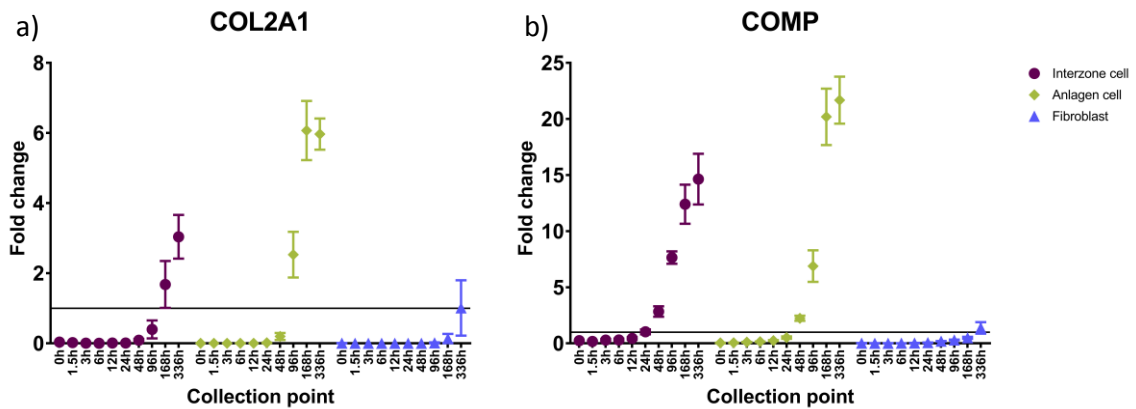 a) COL2A1
Fold change
8
6
4
2
0
0h 1.5h 3h 6h 12h 24h 48h 96h 168h 336h 0h 1.5h 3h 6h 12h 24h 48h 96h 168h 336h 0h 1.5h 3h 6h 12h 24h 48h 96h 168h 336h
Collection point
b) COMP
Fold change
25
20
15
10
5
0
0h 1.5h 3h 6h 12h 24h 48h 96h 168h 336h 0h 1.5h 3h 6h 12h 24h 48h 96h 168h 336h 0h 1.5h 3h 6h 12h 24h 48h 96h 168h 336h
Collection point
Interzone cell
Anlagen cell
Fibroblast